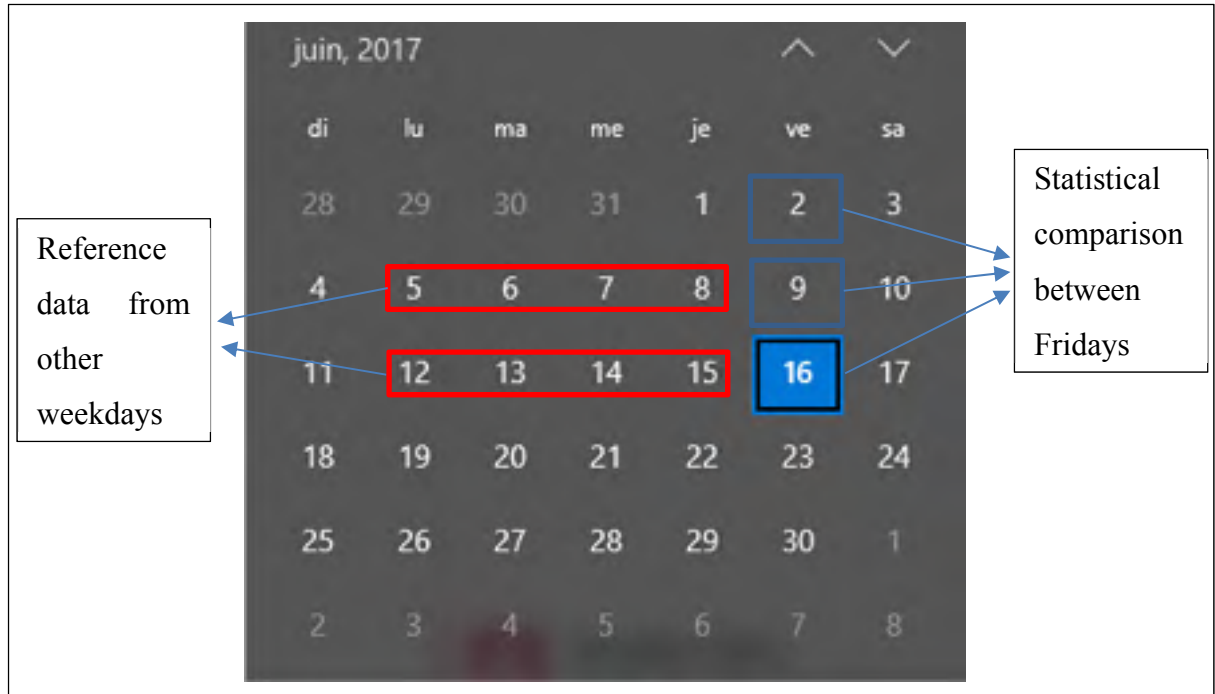 juin, 2017
di lu ma me je ve sa
28 29 30 31 1 2 3
4 5 6 7 8 9 10
11 12 13 14 15 16 17
18 19 20 21 22 23 24
25 26 27 28 29 30 1
2 3 4 5 6 7 8
Reference
data from
other
weekdays
Statistical
comparison
between
Fridays